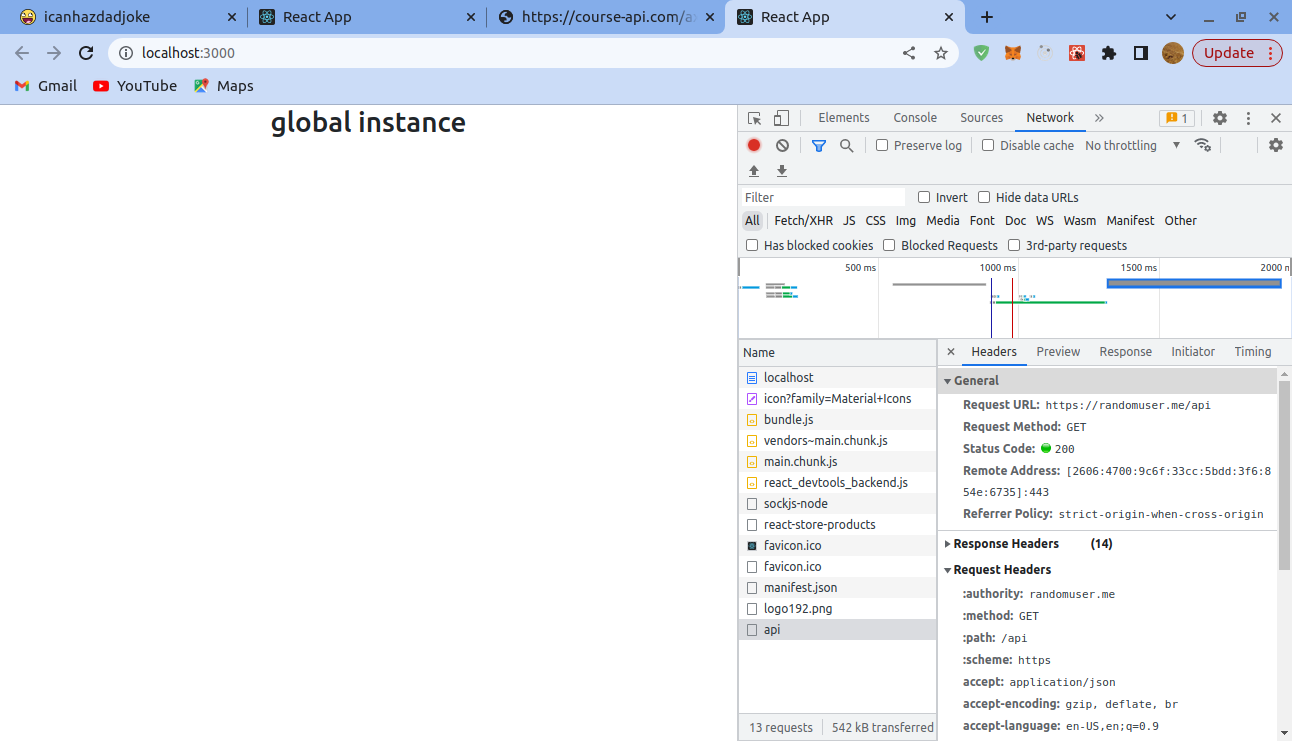 icanhazdadjoke
React App
https://course-api.com/a
React App
localhost:3000
Update
Gmail
YouTube
Maps
global instance
Elements
Console
Sources
Network
1
Preserve log
Disable cache
No throttling
Filter
Invert
Hide data URLs
All
Fetch/XHR
JS
CSS
Img
Media
Font
Doc
WS
Wasm
Manifest
Other
Has blocked cookies
Blocked Requests
3rd-party requests
500 ms
1000 ms
1500 ms
2000
Name
localhost
icon?family=Material+Icons
bundle.js
vendors~main.chunk.js
main.chunk.js
react_devtools_backend.js
sockjs-node
react-store-products
favicon.ico
favicon.ico
manifest.json
logo192.png
api
13 requests
542 kB transferred
Headers
Preview
Response
Initiator
Timing
General
Request URL: https://randomuser.me/api
Request Method: GET
Status Code: 200
Remote Address: [2606:4700:9c6f:33cc:5bdd:3f6:8
54e:6735]:443
Referrer Policy: strict-origin-when-cross-origin
Response Headers (14)
Request Headers
:authority: randomuser.me
:method: GET
:path: /api
:scheme: https
accept: application/json
accept-encoding: gzip, deflate, br
accept-language: en-US,en;q=0.9